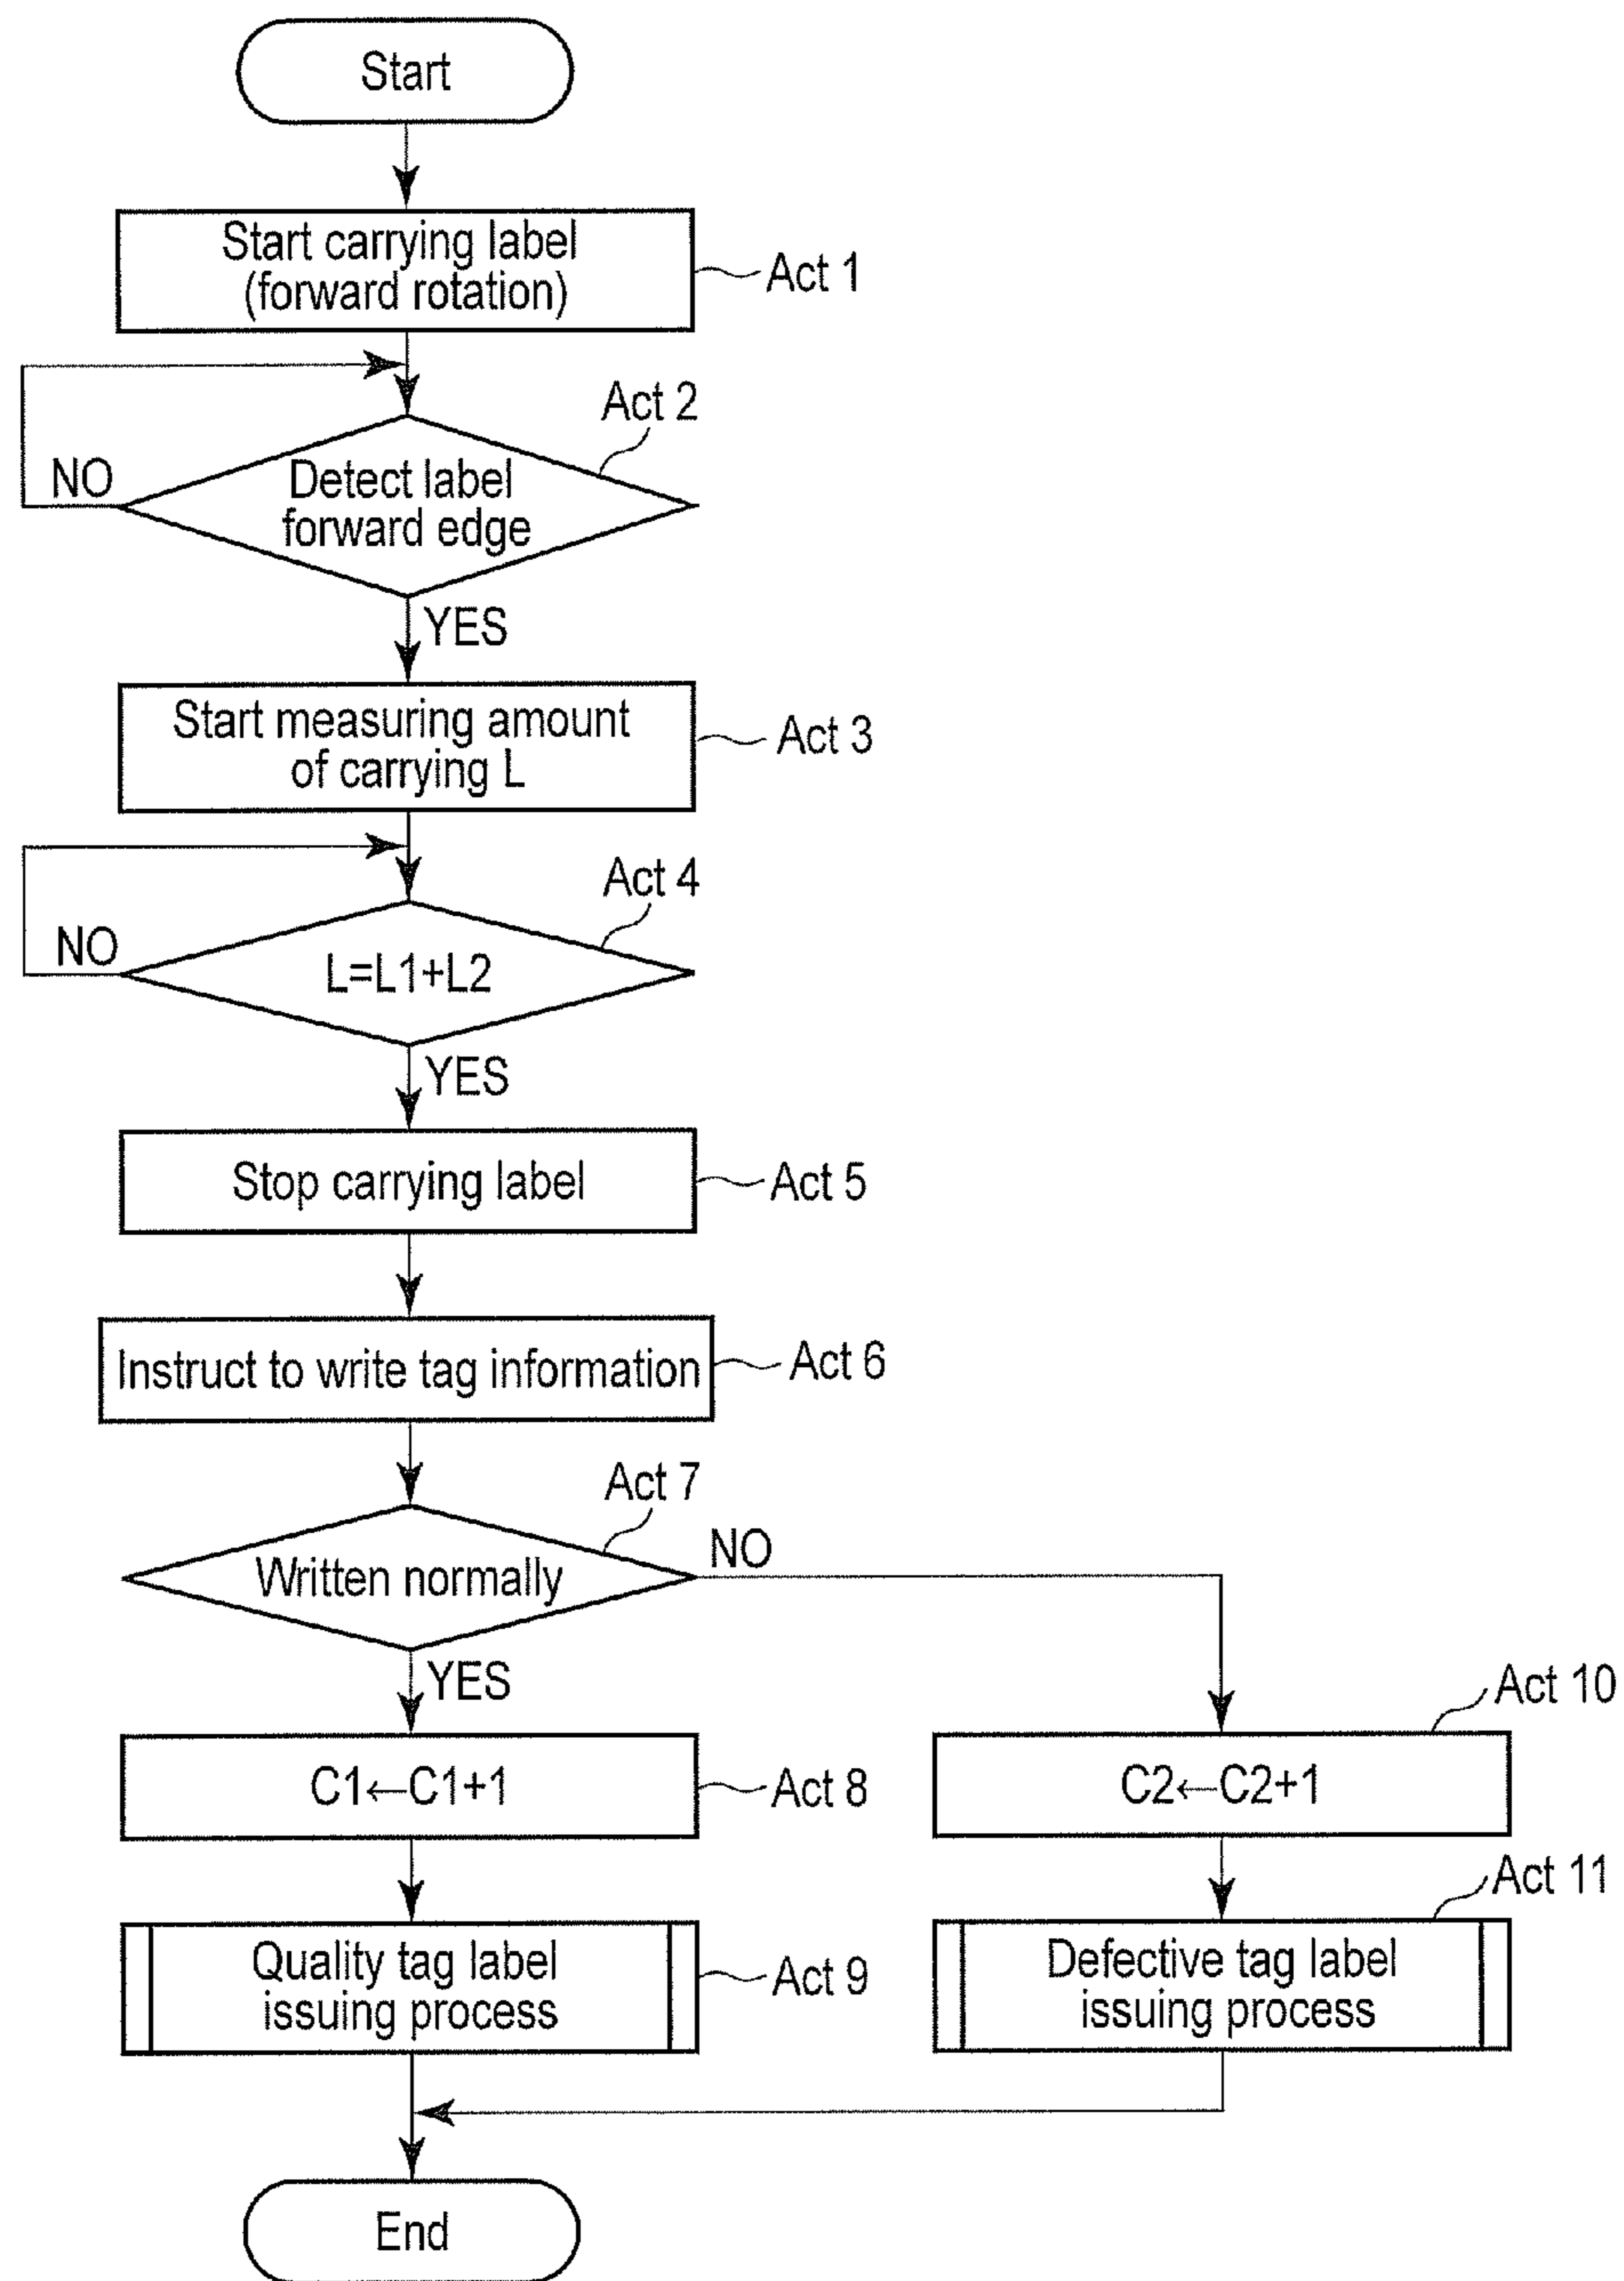 Start
Start carrying label
(forward rotation)
Act 1
Act 2
NO
Detect label
forward edge
YES
Start measuring amount
of carrying L
Act 3
Act 4
NO
L=L1+L2
YES
Stop carrying label
Act 5
Instruct to write tag information
Act 6
Act 7
Written normally
NO
YES
Act 10
C1←C1+1
Act 8
C2←C2+1
Act 11
Quality tag label
issuing process
Act 9
Defective tag label
issuing process
End